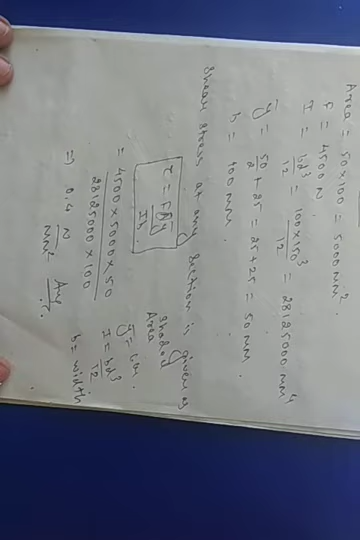 Area = 50 x 100 = 5000 mm²
F = 4500 N
I = bd³/12 = 100 x 150³/12 = 28125000 mm⁴
ȳ = 50/2 + 25 = 25 + 25 = 50 mm.
b = 100 mm.
Shear stress at any section is given as
τ = FAȳ/Ib
Shaded Area
= 4500 x 5000 x 50/28125000 x 100
ȳ = CG
I = bd³/12
⇒ 0.4 N/mm² Ans.
b = width